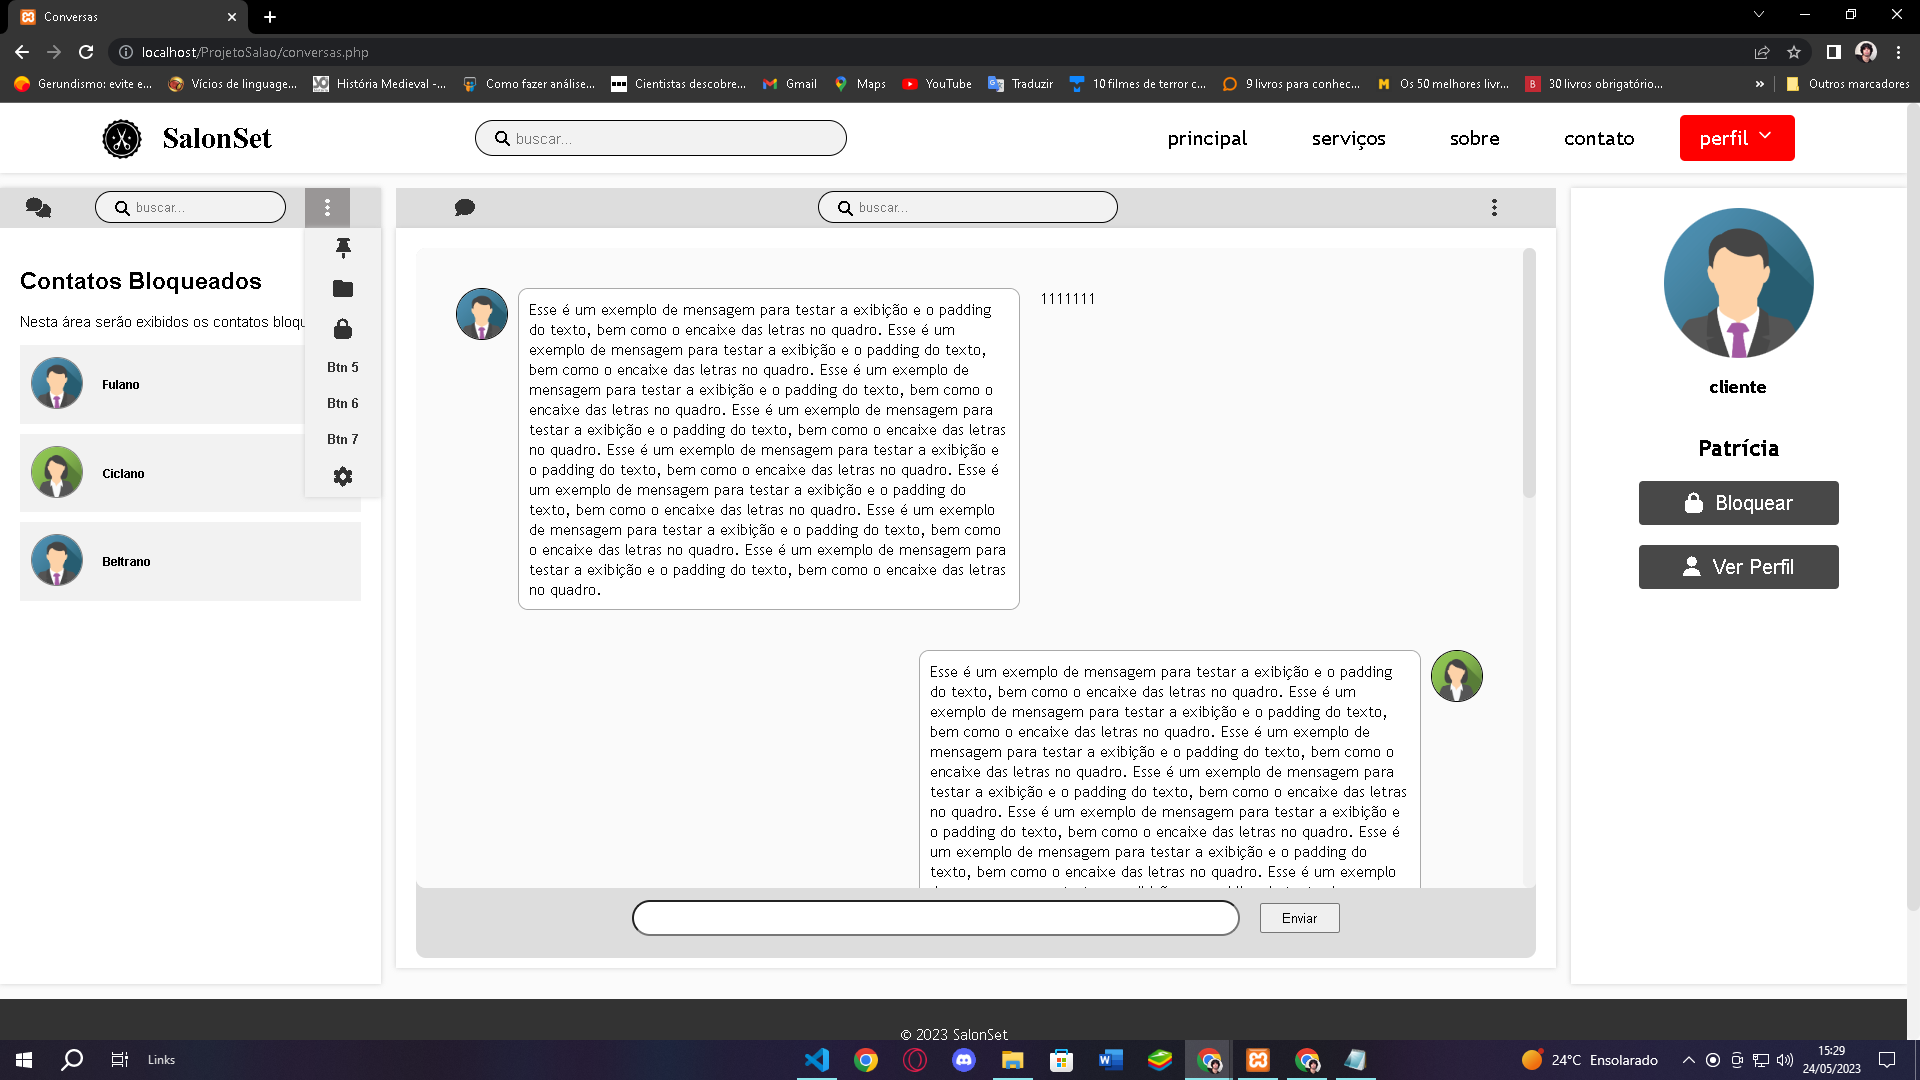 Conversas
localhost/ProjetoSalao/conversas.php
Gerundismo: evite e...
Vícios de linguage...
História Medieval -...
Como fazer análise...
Cientistas descobre...
Gmail
Maps
YouTube
Traduzir
10 filmes de terror c...
9 livros para conhec...
Os 50 melhores livr...
30 livros obrigatório...
»
Outros marcadores
SalonSet
buscar...
principal
serviços
sobre
contato
perfil
buscar...
Contatos Bloqueados
Nesta área serão exibidos os contatos bloqu
Fulano
Ciclano
Beltrano
Btn 5
Btn 6
Btn 7
buscar...
Esse é um exemplo de mensagem para testar a exibição e o padding
do texto, bem como o encaixe das letras no quadro. Esse é um
exemplo de mensagem para testar a exibição e o padding do texto,
bem como o encaixe das letras no quadro. Esse é um exemplo de
mensagem para testar a exibição e o padding do texto, bem como o
encaixe das letras no quadro. Esse é um exemplo de mensagem para
testar a exibição e o padding do texto, bem como o encaixe das letras
no quadro. Esse é um exemplo de mensagem para testar a exibição e
o padding do texto, bem como o encaixe das letras no quadro. Esse é
um exemplo de mensagem para testar a exibição e o padding do
texto, bem como o encaixe das letras no quadro. Esse é um exemplo
de mensagem para testar a exibição e o padding do texto, bem como
o encaixe das letras no quadro. Esse é um exemplo de mensagem para
testar a exibição e o padding do texto, bem como o encaixe das letras
no quadro.
1111111
Esse é um exemplo de mensagem para testar a exibição e o padding
do texto, bem como o encaixe das letras no quadro. Esse é um
exemplo de mensagem para testar a exibição e o padding do texto,
bem como o encaixe das letras no quadro. Esse é um exemplo de
mensagem para testar a exibição e o padding do texto, bem como o
encaixe das letras no quadro. Esse é um exemplo de mensagem para
testar a exibição e o padding do texto, bem como o encaixe das letras
no quadro. Esse é um exemplo de mensagem para testar a exibição e
o padding do texto, bem como o encaixe das letras no quadro. Esse é
um exemplo de mensagem para testar a exibição e o padding do
texto, bem como o encaixe das letras no quadro. Esse é um exemplo
Enviar
cliente
Patrícia
Bloquear
Ver Perfil
© 2023 SalonSet
Links
24°C Ensolarado
15:29
24/05/2023